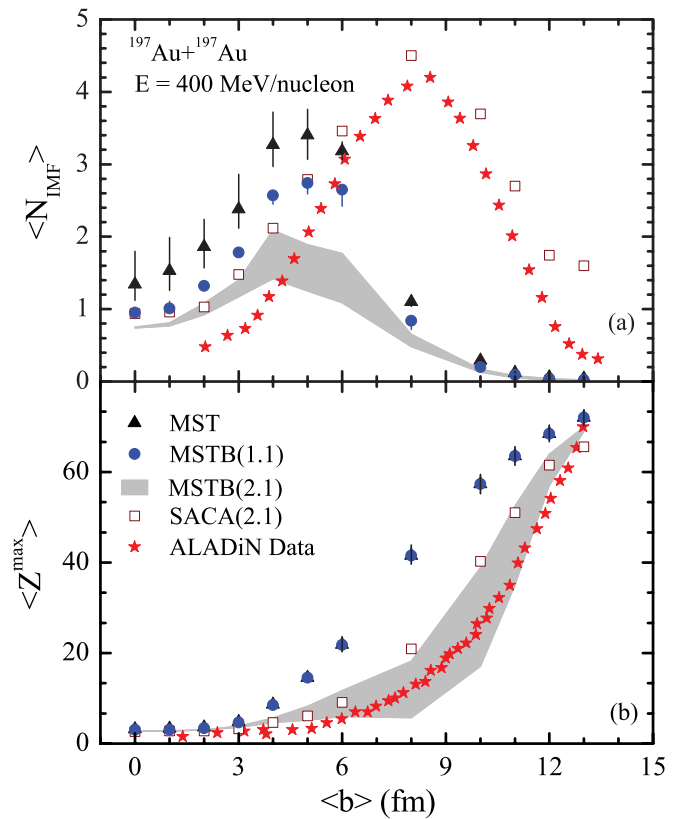 5
¹⁹⁷Au+¹⁹⁷Au
E = 400 MeV/nucleon
4
3
<N_IMF>
2
1
(a)
0
MST
MSTB(1.1)
60
MSTB(2.1)
SACA(2.1)
ALADiN Data
40
<Z^max>
20
(b)
0
0 3 6 9 12 15
<b> (fm)